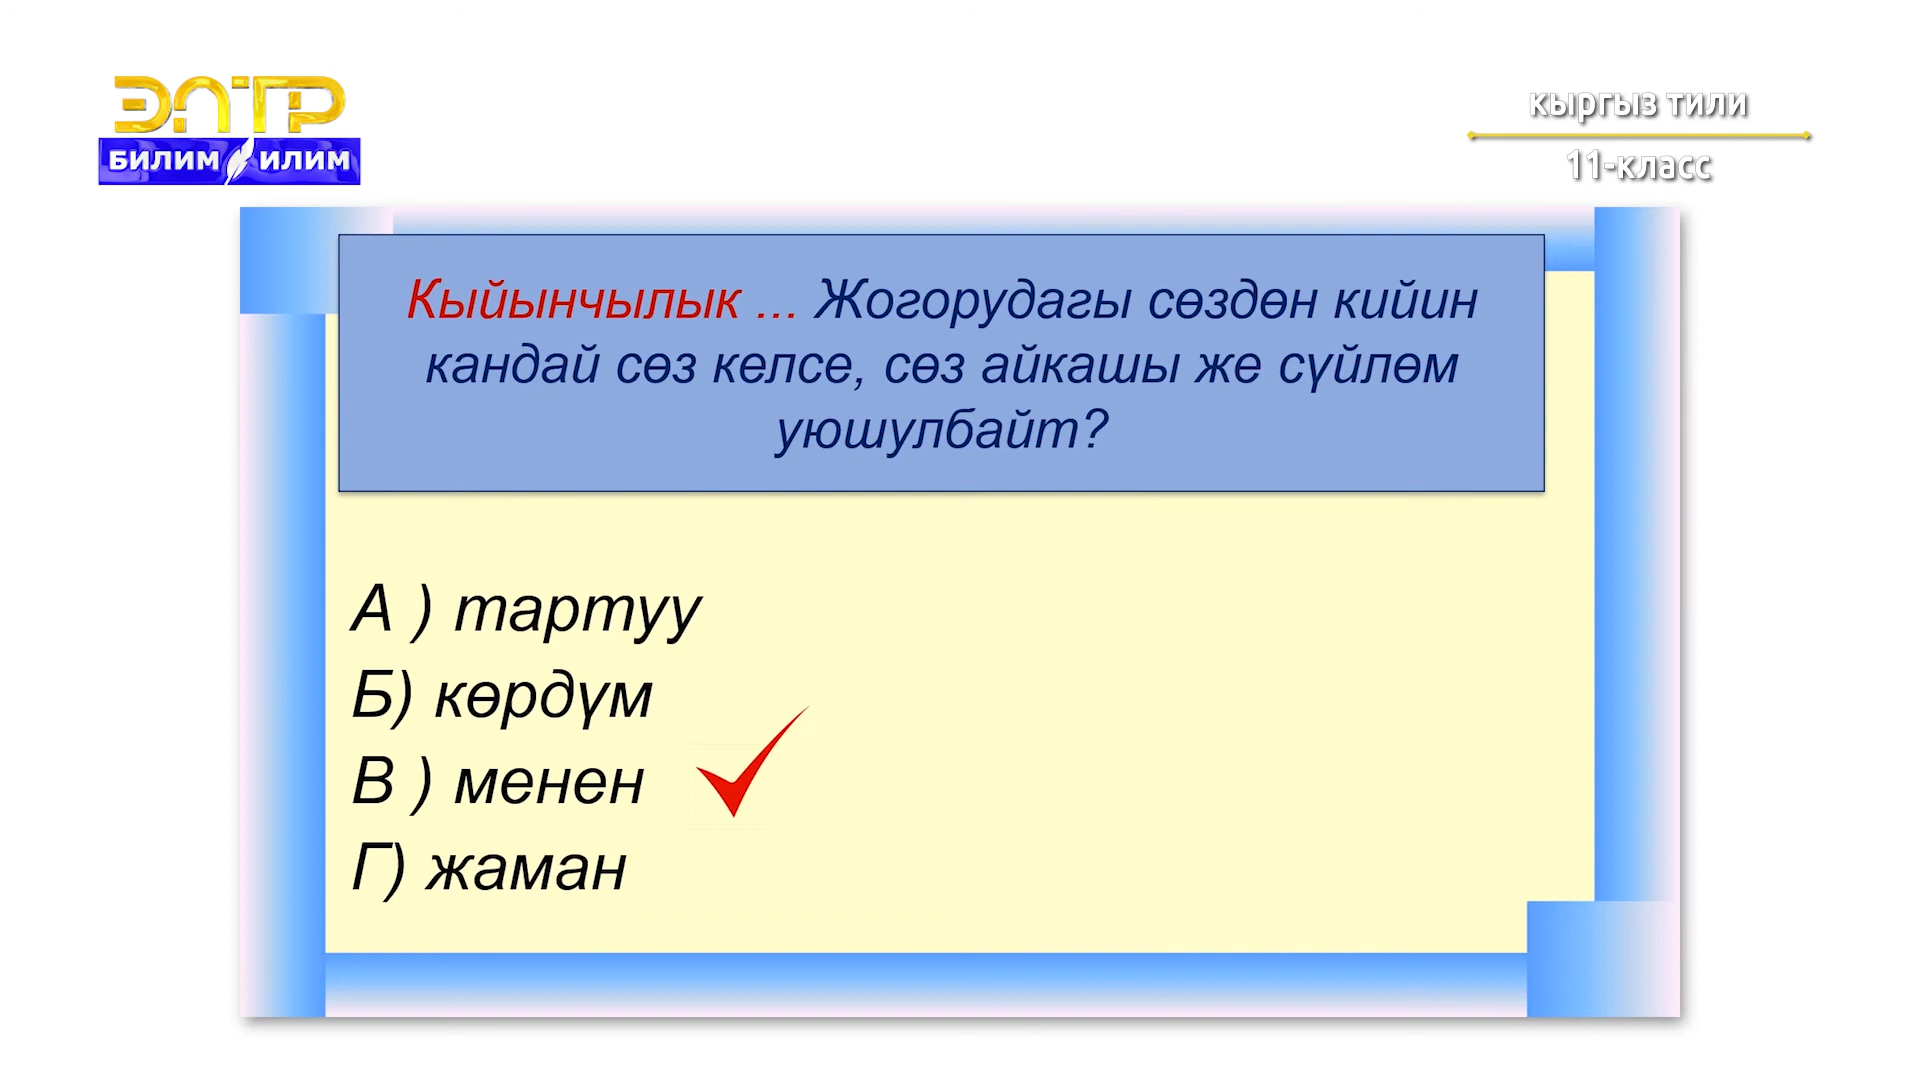 ЭЛТР
БИЛИМ ИЛИМ
кыргыз тили
11-класс
Кыйынчылык ... Жогорудагы сөздөн кийин
кандай сөз келсе, сөз айкашы же сүйлөм
уюшулбайт?
А ) тартуу
Б) көрдүм
В ) менен
Г) жаман